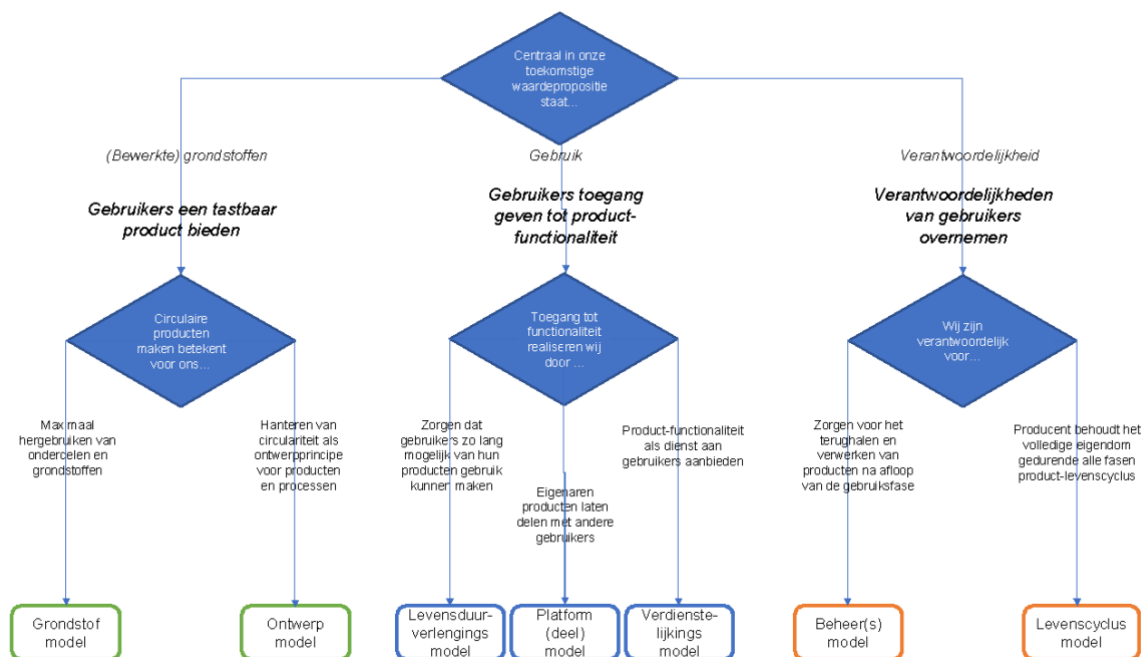 Centraal in onze
toekomstige
waardepropositie
staat...
(Bewerkte) grondstoffen
Gebruik
Verantwoordelijkheid
Gebruikers een tastbaar
product bieden
Gebruikers toegang
geven tot product-
functionaliteit
Verantwoordelijkheden
van gebruikers
overnemen
Circulaire
producten
maken betekent
voor ons...
Toegang tot
functionaliteit
realiseren wij
door ...
Wij zijn
verantwoordelijk
voor...
Maximaal
hergebruiken van
onderdelen en
grondstoffen
Hanteren van
circulariteit als
ontwerpprincipe
voor producten
en processen
Zorgen dat
gebruikers zo lang
mogelijk van hun
producten gebruik
kunnen maken
Eigenaren
producten laten
delen met andere
gebruikers
Product-functionaliteit
als dienst aan
gebruikers aanbieden
Zorgen voor het
terughalen en
verwerken van
producten na afloop
van de gebruiksfase
Producent behoudt het
volledige eigendom
gedurende alle fasen
product-levenscyclus
Grondstof
model
Ontwerp
model
Levensduur-
verlengings
model
Platform
(deel)
model
Verdienste-
lijkings
model
Beheer(s)
model
Levenscyclus
model